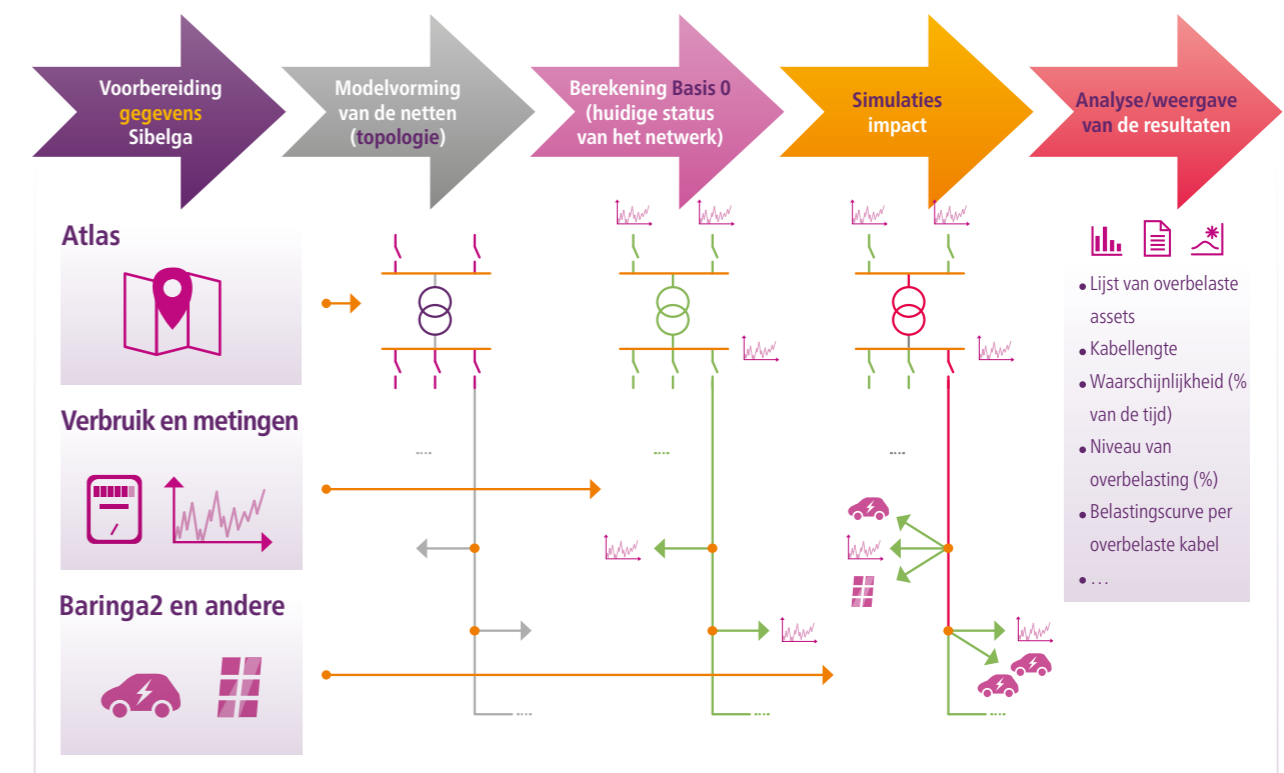 Voorbereiding
gegevens
Sibelga
Modelvorming
van de netten
(topologie)
Berekening Basis 0
(huidige status
van het netwerk)
Simulaties
impact
Analyse/weergave
van de resultaten
Atlas
Verbruik en metingen
Baringa2 en andere
....
....
....
....
....
....
• Lijst van overbelaste
assets
• Kabellengte
• Waarschijnlijkheid (%
van de tijd)
• Niveau van
overbelasting (%)
• Belastingscurve per
overbelaste kabel
• ...